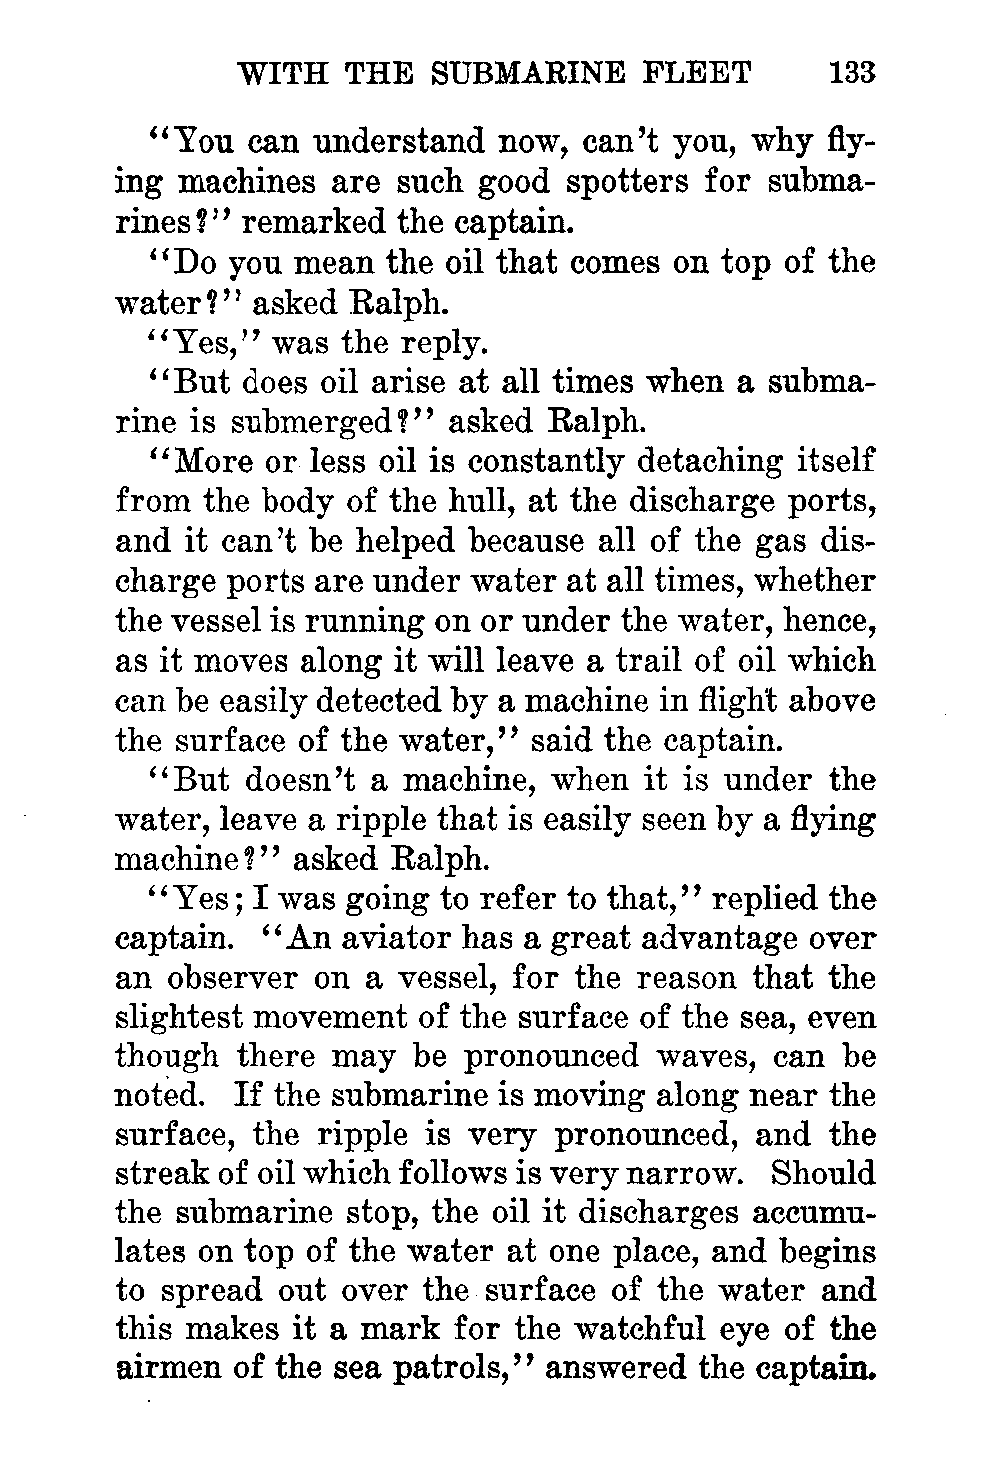 WITH THE SUBMARINE FLEET 133
"You can understand now, can't you, why fly-
ing machines are such good spotters for subma-
rines?" remarked the captain.
"Do you mean the oil that comes on top of the
water?" asked Ralph.
"Yes," was the reply.
"But does oil arise at all times when a subma-
rine is submerged?" asked Ralph.
"More or less oil is constantly detaching itself
from the body of the hull, at the discharge ports,
and it can't be helped because all of the gas dis-
charge ports are under water at all times, whether
the vessel is running on or under the water, hence,
as it moves along it will leave a trail of oil which
can be easily detected by a machine in flight above
the surface of the water," said the captain.
"But doesn't a machine, when it is under the
water, leave a ripple that is easily seen by a flying
machine?" asked Ralph.
"Yes; I was going to refer to that," replied the
captain. "An aviator has a great advantage over
an observer on a vessel, for the reason that the
slightest movement of the surface of the sea, even
though there may be pronounced waves, can be
noted. If the submarine is moving along near the
surface, the ripple is very pronounced, and the
streak of oil which follows is very narrow. Should
the submarine stop, the oil it discharges accumu-
lates on top of the water at one place, and begins
to spread out over the surface of the water and
this makes it a mark for the watchful eye of the
airmen of the sea patrols," answered the captain.